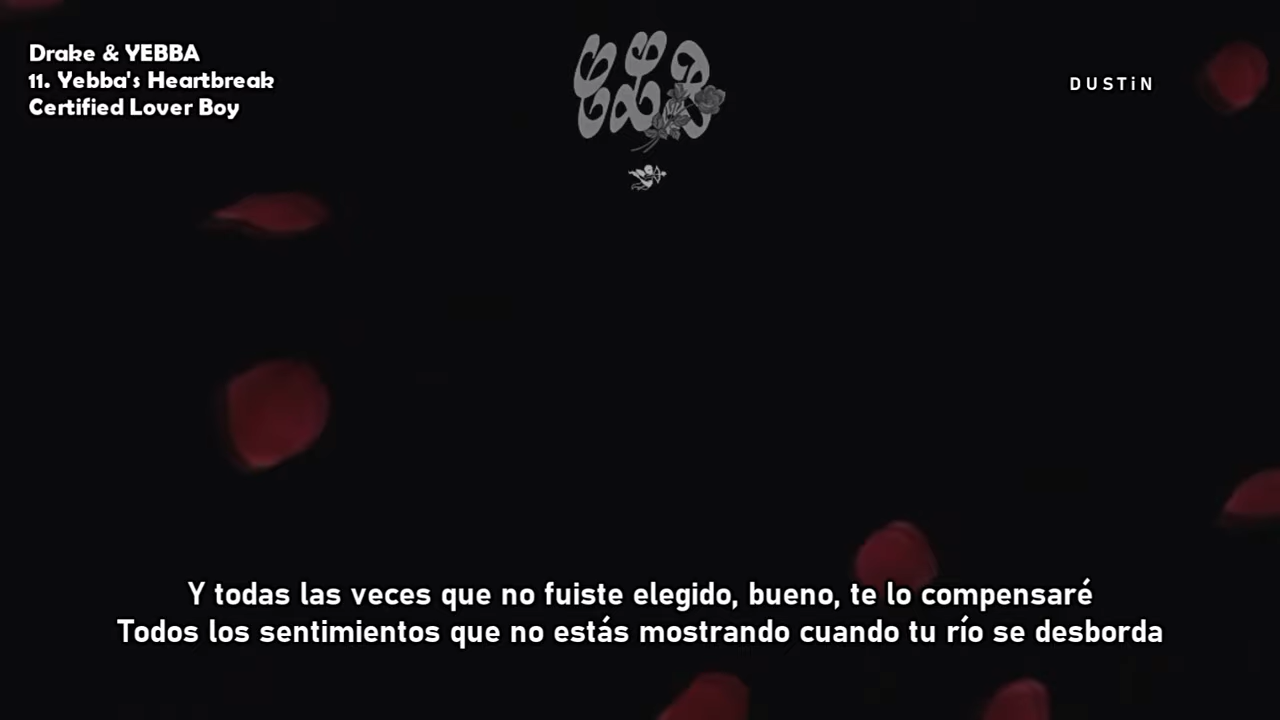 Drake & YEBBA
11. Yebba's Heartbreak
Certified Lover Boy
CLB
DUSTiN
Y todas las veces que no fuiste elegido, bueno, te lo compensaré
Todos los sentimientos que no estás mostrando cuando tu río se desborda